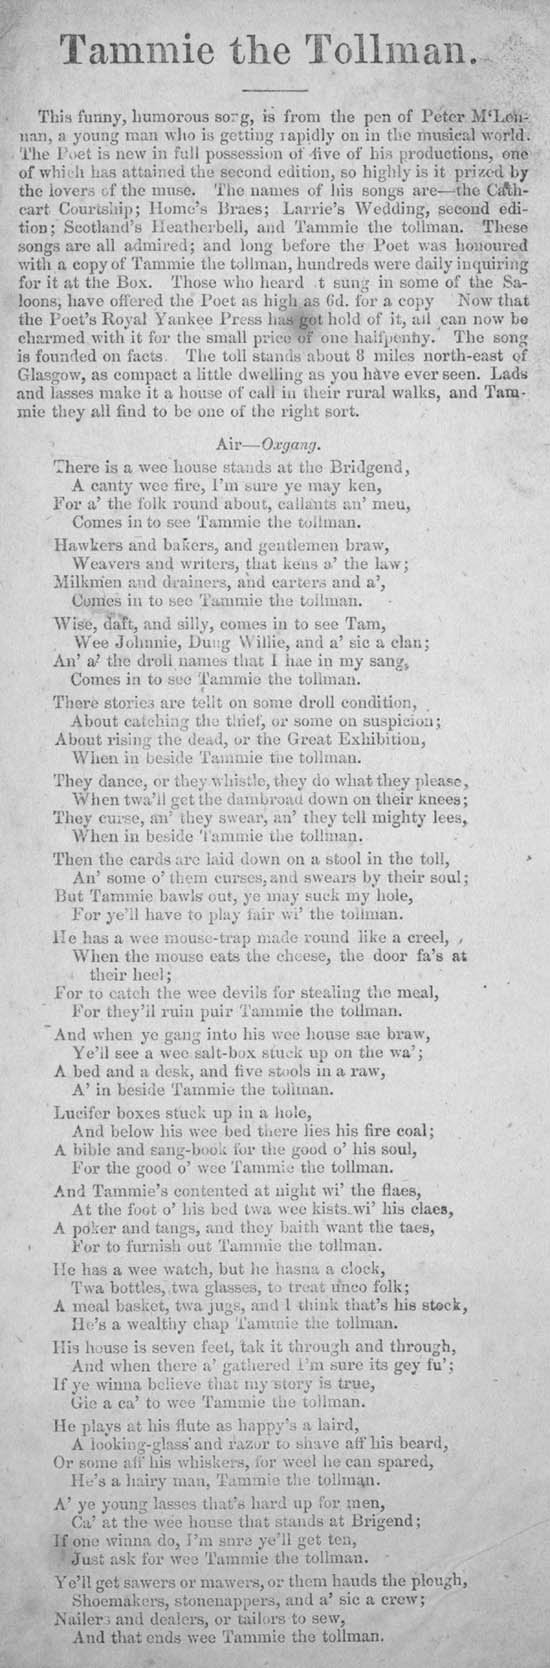 Tammie the Tollman.
This funny, humorous song, is from the pen of Peter M'Len-
nan, a young man who is getting rapidly on in the musical world.
The Poet is new in full possession of five of his productions, one
of which has attained the second edition, so highly is it prized by
the lovers of the muse. The names of his songs are—the Cath-
cart Courtship; Home's Braes; Larrie's Wedding, second edi-
tion; Scotland's Heatherbell, and Tammie the tollman. These
songs are all admired; and long before the Poet was honoured
with a copy of Tammie the tollman, hundreds were daily inquiring
for it at the Box. Those who heard it sung in some of the Sa-
loons, have offered the Poet as high as 6d. for a copy Now that
the Poet's Royal Yankee Press has got hold of it, all can now be
charmed with it for the small price of one halfpenny. The song
is founded on facts. The toll stands about 8 miles north-east of
Glasgow, as compact a little dwelling as you have ever seen. Lads
and lasses make it a house of call in their rural walks, and Tam-
mie they all find to be one of the right sort.
Air—Oxgang.
There is a wee house stands at the Bridgend,
A canty wee fire, I'm sure ye may ken,
For a' the folk round about, callants an' men,
Comes in to see Tammie the tollman.
Hawkers and bakers, and gentlemen braw,
Weavers and writers, that kens a' the law;
Milkmen and drainers, and carters and a',
Comes in to see Tammie the tollman.
Wise, daft, and silly, comes in to see Tam,
Wee Johnnie, Dung Willie, and a' sic a clan;
An' a' the droll names that I hae in my sang,
Comes in to see Tammie the tollman.
There stories are tellt on some droll condition,
About catching the thief, or some on suspicion;
About rising the dead, or the Great Exhibition,
When in beside Tammie the tollman.
They dance, or they whistle, they do what they please,
When twa'll get the dambroad down on their knees;
They curse, an' they swear, an' they tell mighty lees,
When in beside Tammie the tollman.
Then the cards are laid down on a stool in the toll,
An' some o' them curses, and swears by their soul;
But Tammie bawls out, ye may suck my hole,
For ye'll have to play fair wi' the tollman.
He has a wee mouse-trap made round like a creel,
When the mouse eats the cheese, the door fa's at
their heel;
For to catch the wee devils for stealing the meal,
For they'll ruin puir Tammie the tollman.
And when ye gang into his wee house sae braw,
Ye'll see a wee salt-box stuck up on the wa';
A bed and a desk, and five stools in a raw,
A' in beside Tammie the tollman.
Lucifer boxes stuck up in a hole,
And below his wee bed there lies his fire coal;
A bible and sang-book for the good o' his soul,
For the good o' wee Tammie the tollman.
And Tammie's contented at night wi' the flaes,
At the foot o' his bed twa wee kists wi' his claes,
A poker and tangs, and they baith want the taes,
For to furnish out Tammie the tollman.
He has a wee watch, but he hasna a clock,
Twa bottles, twa glasses, to treat unco folk;
A meal basket, twa jugs, and I think that's his stock,
He's a wealthy chap Tammie the tollman.
His house is seven feet, tak it through and through,
And when there a' gathered I'm sure its gey fu';
If ye winna believe that my story is true,
Gie a ca' to wee Tammie the tollman.
He plays at his flute as happy's a laird,
A looking-glass and razor to shave aff his beard,
Or some aff his whiskers, for weel he can spared,
He's a hairy man, Tammie the tollman.
A' ye young lasses that's hard up for men,
Ca' at the wee house that stands at Brigend;
If one winna do, I'm sure ye'll get ten,
Just ask for wee Tammie the tollman.
Ye'll get sawers or mawers, or them hauds the plough,
Shoemakers, stonenappers, and a' sic a crew;
Nailers and dealers, or tailors to sew,
And that ends wee Tammie the tollman.